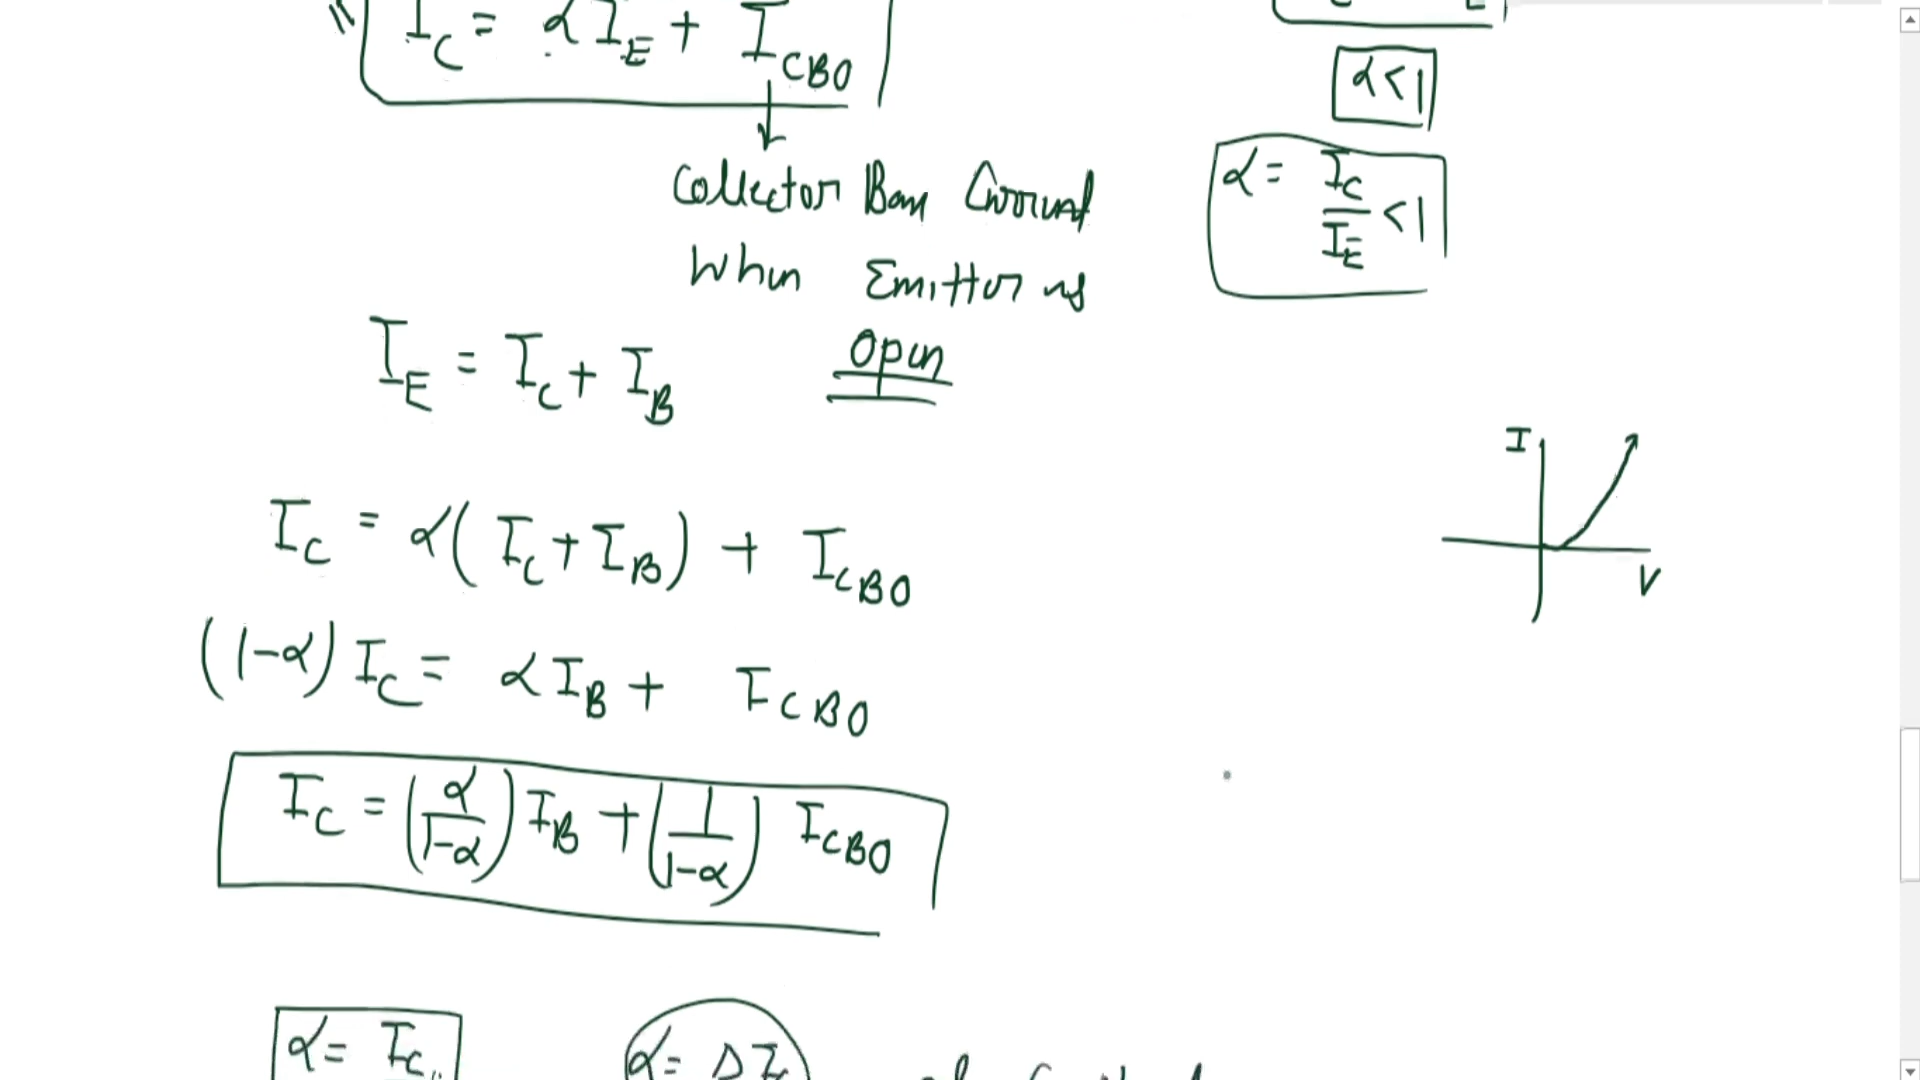 I_C = αI_E + I_CBO
α<1
α = I_C/I_E <1
Collector Base Current
When Emitter is
Open
I_E = I_C + I_B
I
V
I_C = α(I_C + I_B) + I_CBO
(1-α) I_C = αI_B + I_CBO
I_C = (α/(1-α)) I_B + (1/(1-α)) I_CBO
α = I_C
α = Δ I_C